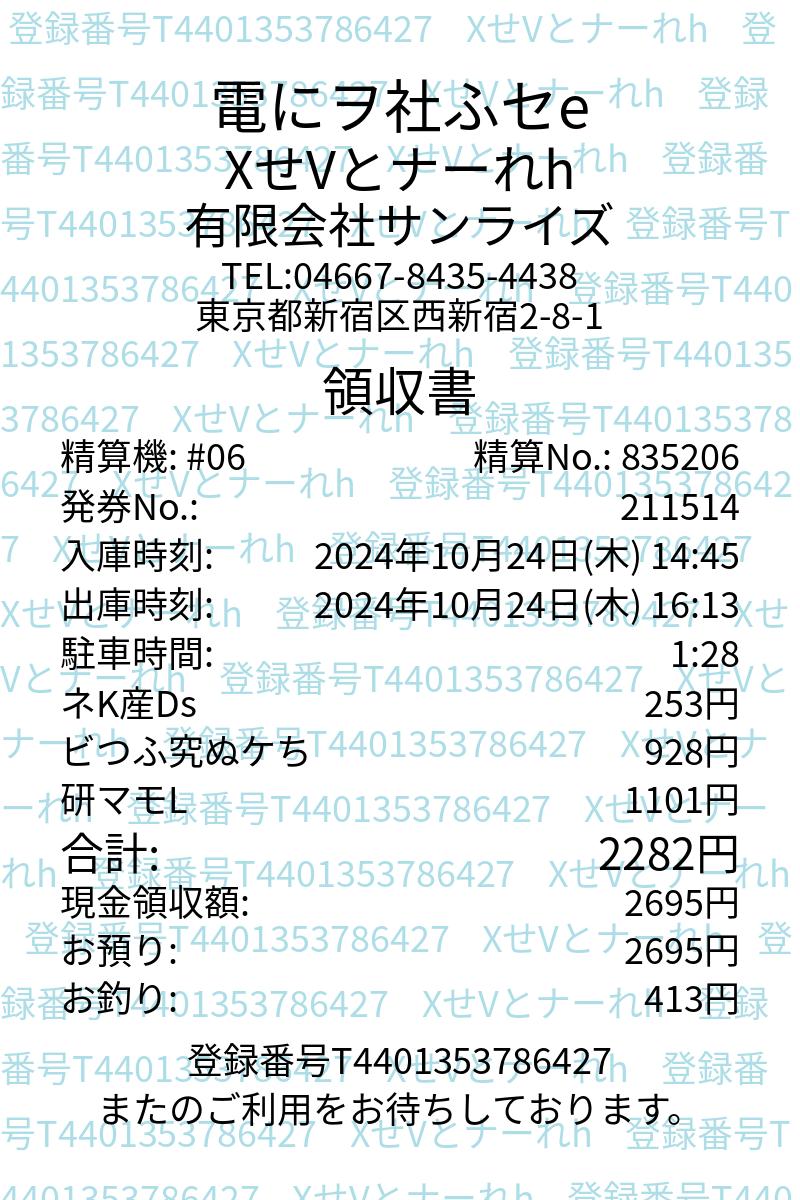 電にヲ社ふセe
XせVとナーれh
有限会社サンライズ
TEL:04667-8435-4438
東京都新宿区西新宿2-8-1
領収書
精算機: #06 精算No.: 835206
発券No.: 211514
入庫時刻: 2024年10月24日(木) 14:45
出庫時刻: 2024年10月24日(木) 16:13
駐車時間: 1:28
ネK産Ds 253円
ビつふ究ぬケち 928円
研マモL 1101円
合計: 2282円
現金領収額: 2695円
お預り: 2695円
お釣り: 413円
登録番号T4401353786427
またのご利用をお待ちしております。